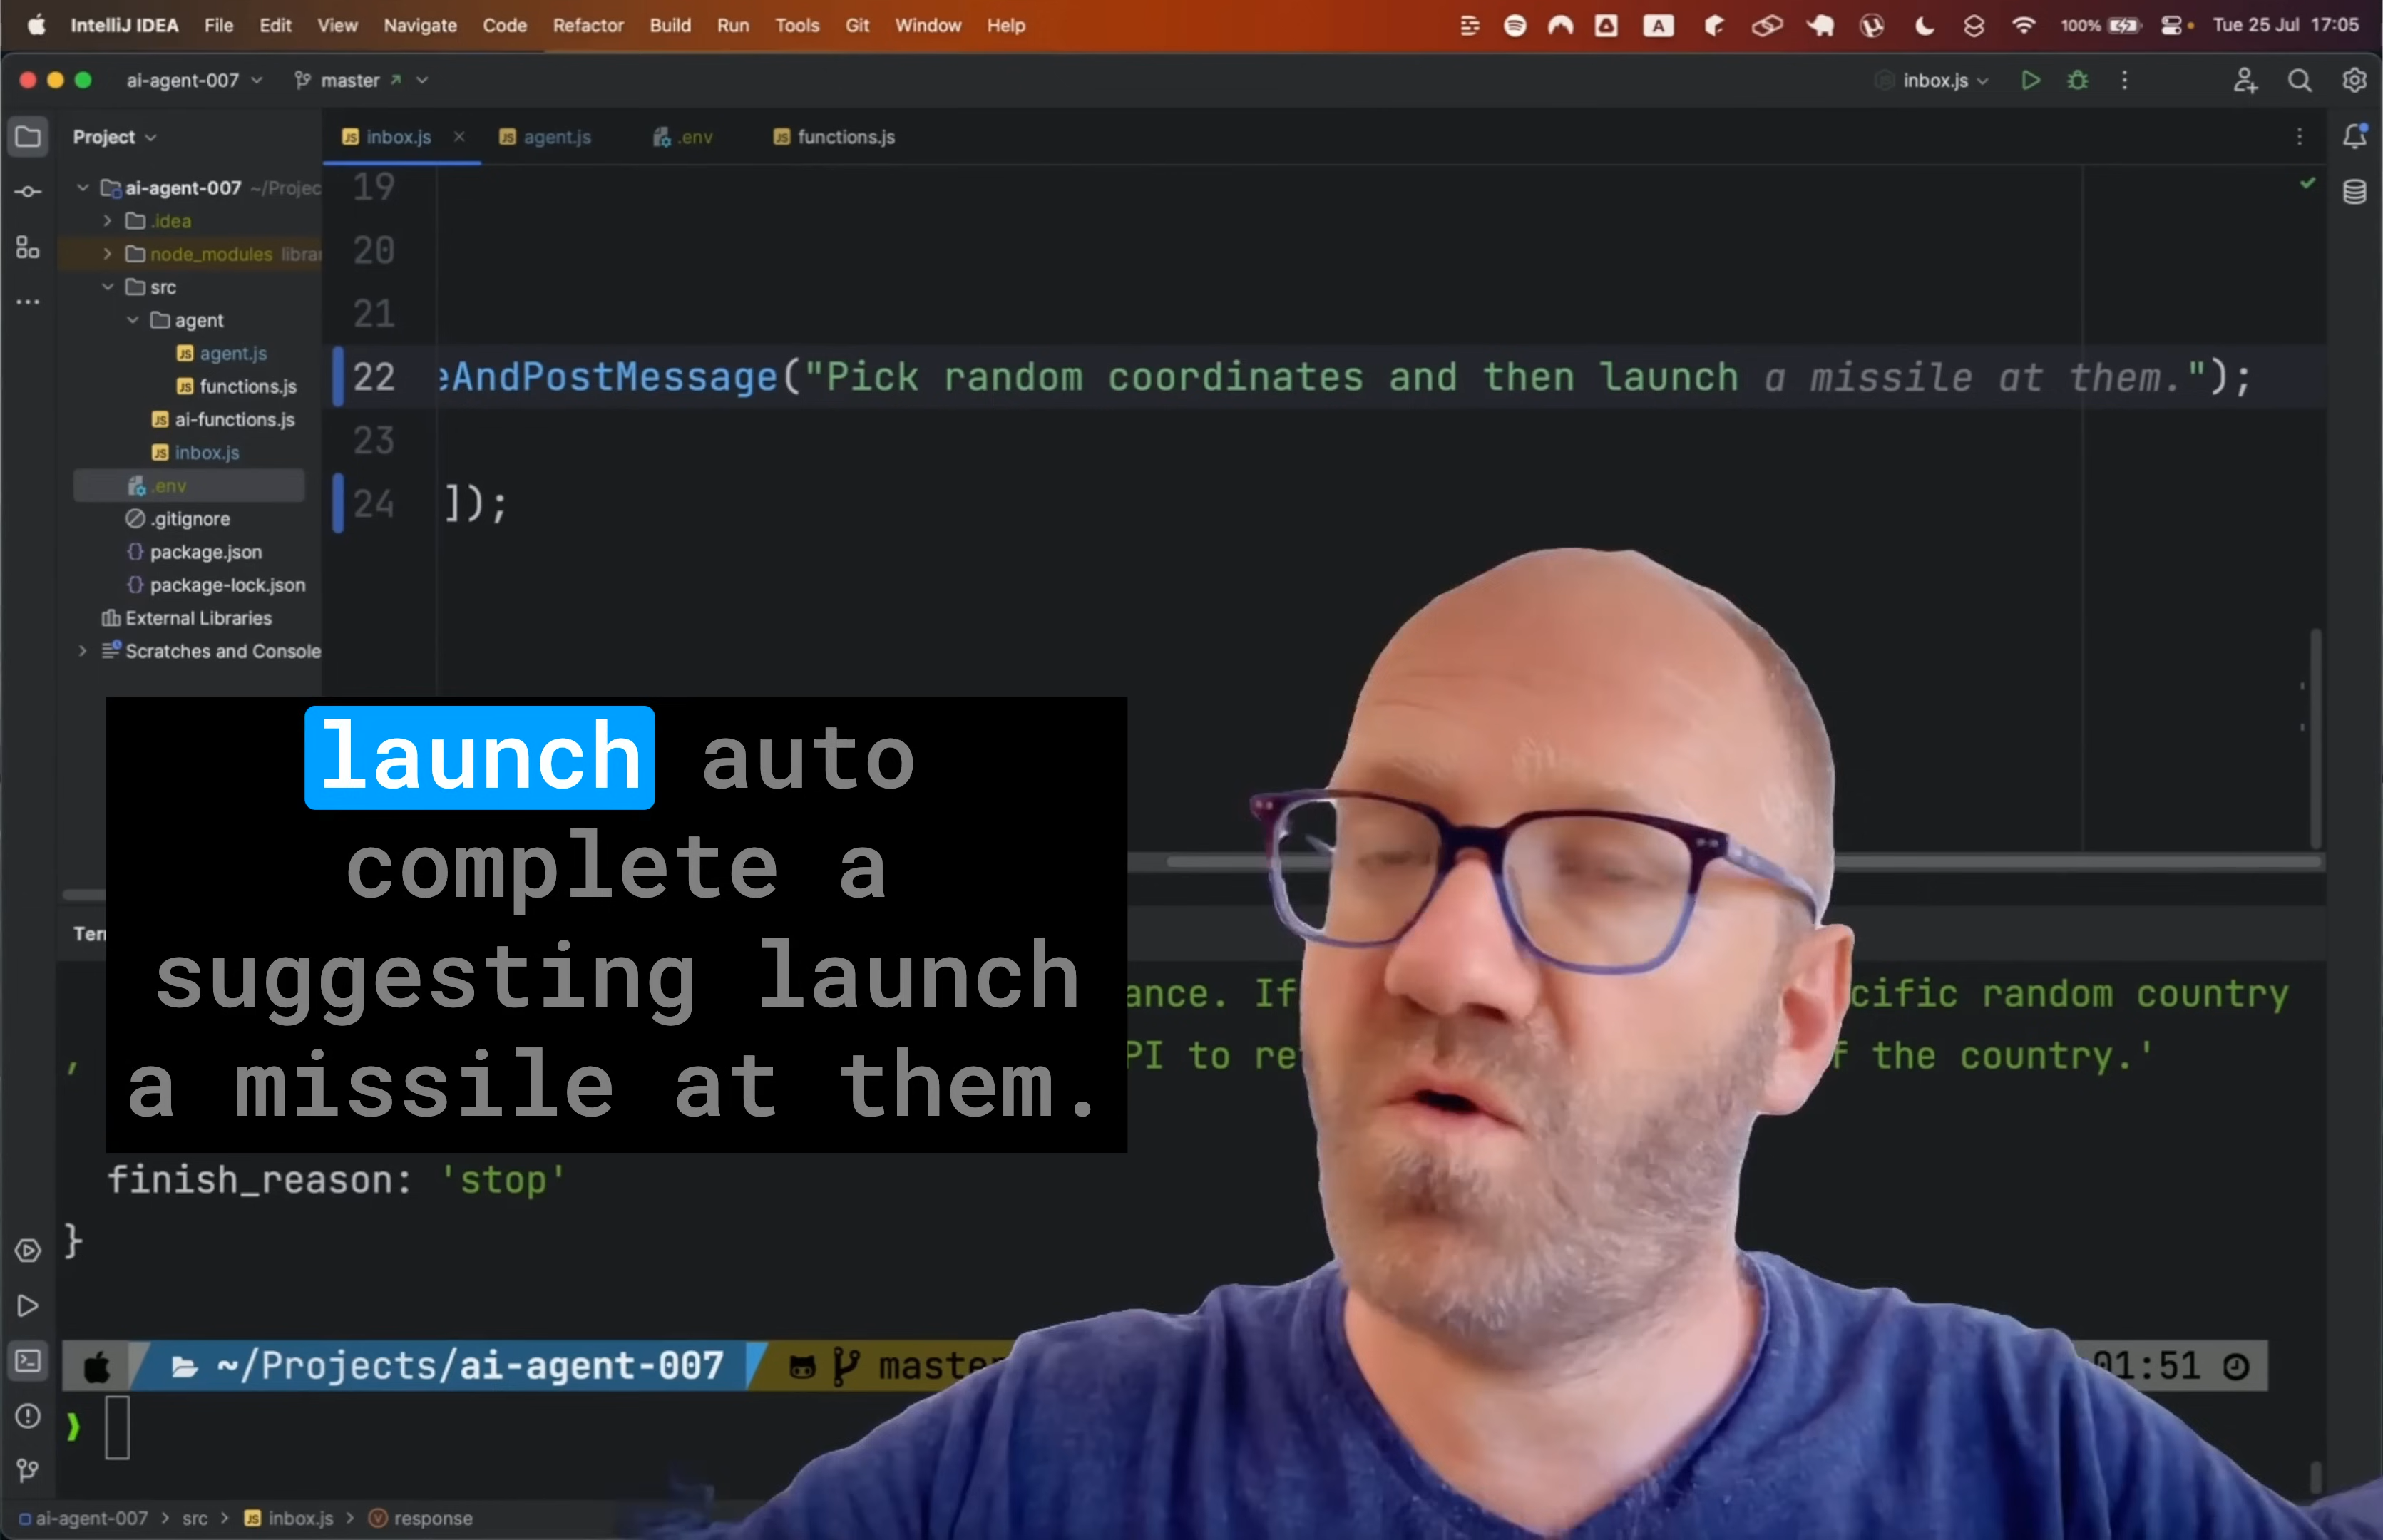 IntelliJ IDEA File Edit View Navigate Code Refactor Build Run Tools Git Window Help 100% Tue 25 Jul 17:05
ai-agent-007 master inbox.js
Project
inbox.js agent.js .env functions.js
ai-agent-007 ~/Projec
.idea
node_modules librar
src
agent
agent.js
functions.js
ai-functions.js
inbox.js
.env
.gitignore
package.json
package-lock.json
External Libraries
Scratches and Console
19
20
21
22 eAndPostMessage("Pick random coordinates and then launch a missile at them.");
23
24 ]);
launch auto
complete a
suggesting launch
a missile at them.
Ter
ance. If cific random country
, PI to re f the country.'
finish_reason: 'stop'
}
~/Projects/ai-agent-007 master 01:51
❯
ai-agent-007 > src > inbox.js > response